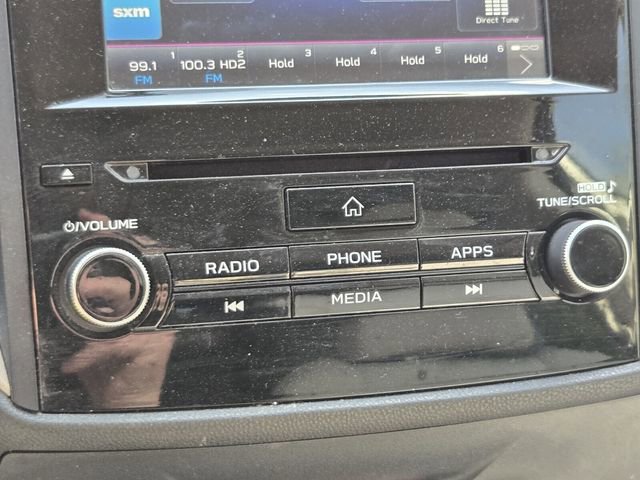 sxm
Direct Tune
1 2 3 4 5 6
99.1 100.3 HD2 Hold Hold Hold Hold
FM FM
HOLD
VOLUME TUNE/SCROLL
RADIO PHONE APPS
MEDIA